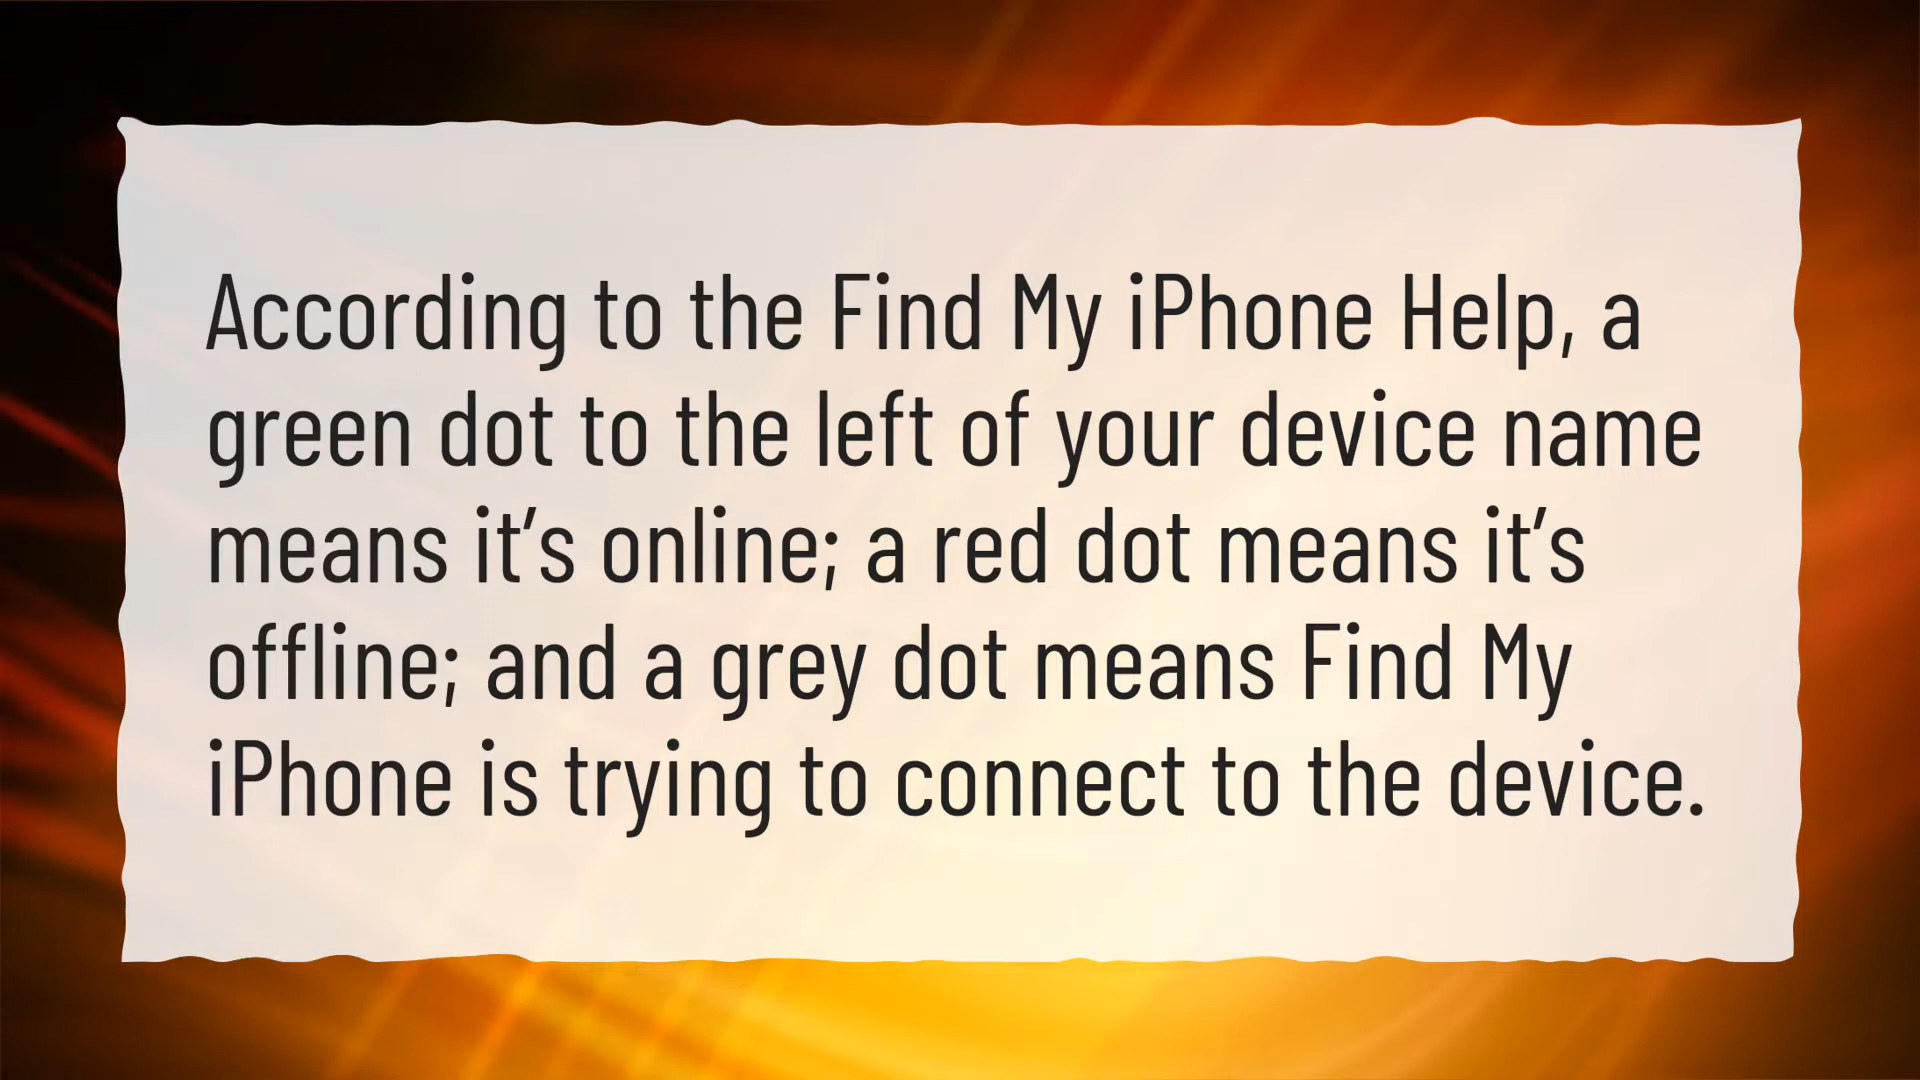 According to the Find My iPhone Help, a
green dot to the left of your device name
means it’s online; a red dot means it’s
offline; and a grey dot means Find My
iPhone is trying to connect to the device.